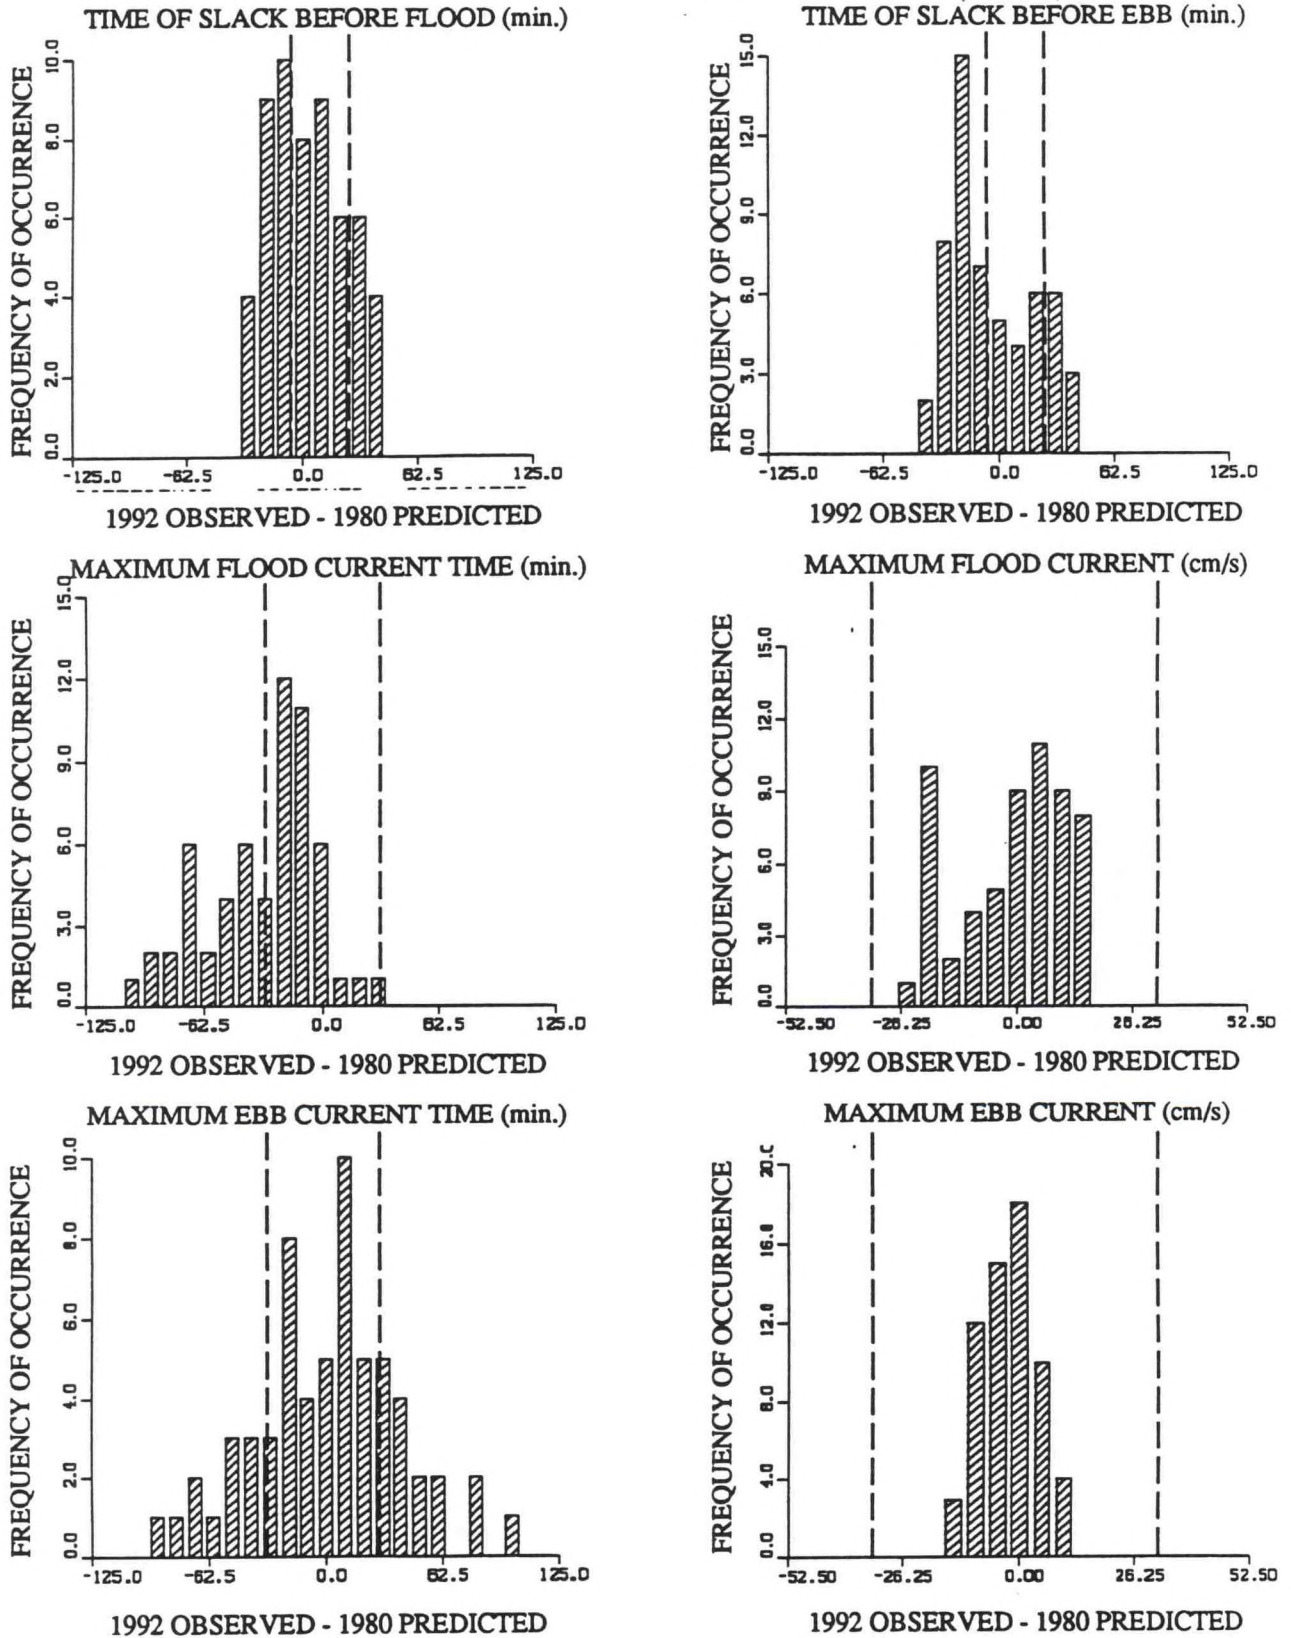 TIME OF SLACK BEFORE FLOOD (min.)
FREQUENCY OF OCCURRENCE
10.0
8.0
6.0
4.0
2.0
0.0
-125.0 -62.5 0.0 62.5 125.0
1992 OBSERVED - 1980 PREDICTED
TIME OF SLACK BEFORE EBB (min.)
FREQUENCY OF OCCURRENCE
15.0
12.0
9.0
6.0
3.0
0.0
-125.0 -62.5 0.0 62.5 125.0
1992 OBSERVED - 1980 PREDICTED
MAXIMUM FLOOD CURRENT TIME (min.)
FREQUENCY OF OCCURRENCE
15.0
12.0
9.0
6.0
3.0
0.0
-125.0 -62.5 0.0 62.5 125.0
1992 OBSERVED - 1980 PREDICTED
MAXIMUM FLOOD CURRENT (cm/s)
FREQUENCY OF OCCURRENCE
15.0
12.0
9.0
6.0
3.0
0.0
-52.50 -26.25 0.00 26.25 52.50
1992 OBSERVED - 1980 PREDICTED
MAXIMUM EBB CURRENT TIME (min.)
FREQUENCY OF OCCURRENCE
10.0
8.0
6.0
4.0
2.0
0.0
-125.0 -62.5 0.0 62.5 125.0
1992 OBSERVED - 1980 PREDICTED
MAXIMUM EBB CURRENT (cm/s)
FREQUENCY OF OCCURRENCE
20.0
16.0
12.0
8.0
4.0
0.0
-52.50 -26.25 0.00 26.25 52.50
1992 OBSERVED - 1980 PREDICTED